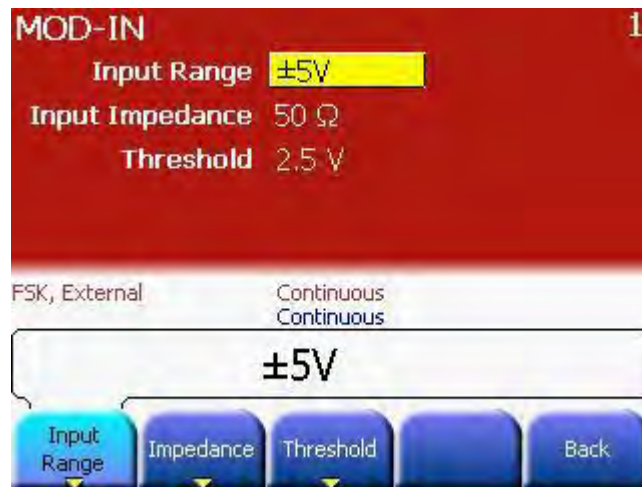 MOD-IN 1
Input Range ±5V
Input Impedance 50 Ω
Threshold 2.5 V
FSK, External Continuous
Continuous
±5V
Input Range Impedance Threshold Back